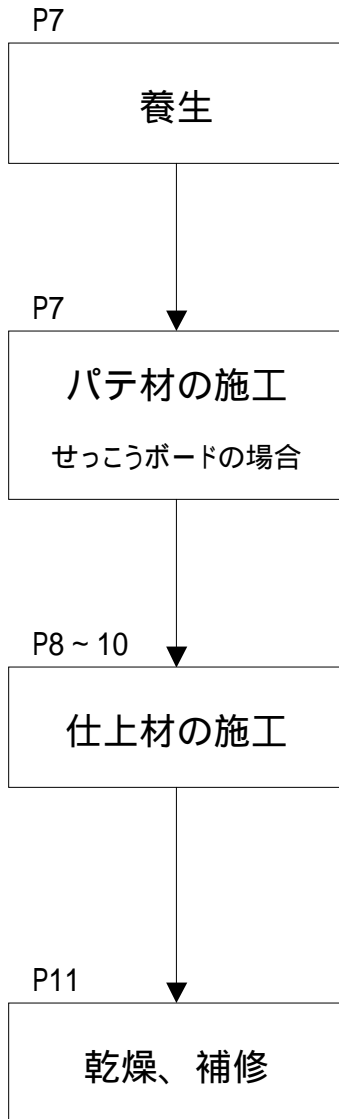 P7
養生
P7
パテ材の施工
せっこうボードの場合
P8~10
仕上材の施工
P11
乾燥、補修